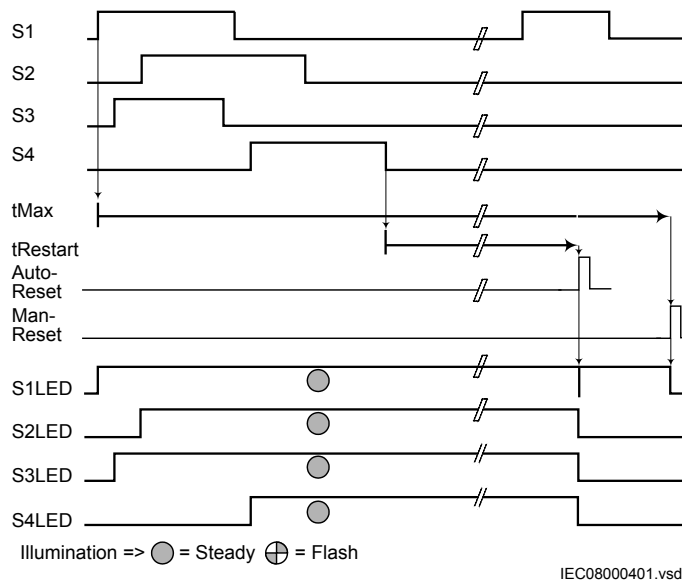 S1
S2
S3
S4
tMax
tRestart
Auto-
Reset
Man-
Reset
S1LED
S2LED
S3LED
S4LED
Illumination => = Steady = Flash
IEC08000401.vsd